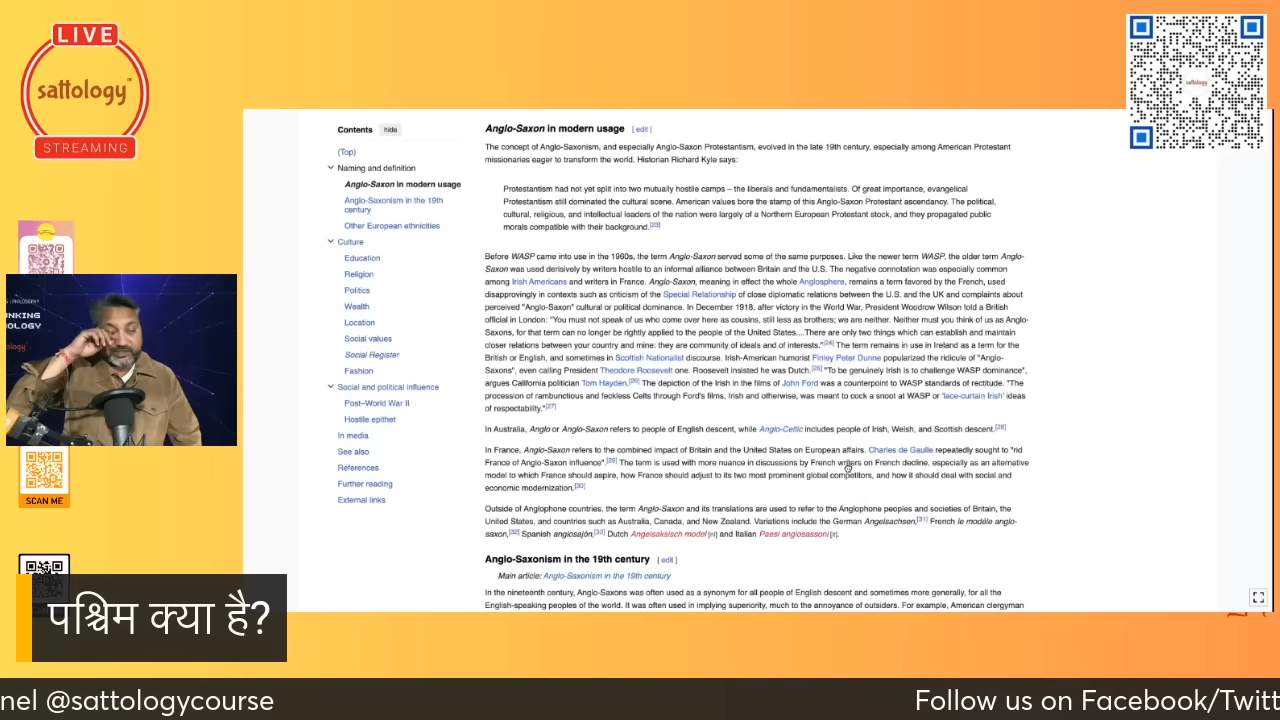 LIVE
sattology™
STREAMING
sattology
Contents hide
(Top)
Naming and definition
Anglo-Saxon in modern usage
Anglo-Saxonism in the 19th
century
Other European ethnicities
Culture
Education
Religion
Politics
Wealth
Location
Social values
Social Register
Fashion
Social and political influence
Post–World War II
Hostile epithet
In media
See also
References
Further reading
External links
Anglo-Saxon in modern usage [ edit ]
The concept of Anglo-Saxonism, and especially Anglo-Saxon Protestantism, evolved in the late 19th century, especially among American Protestant
missionaries eager to transform the world. Historian Richard Kyle says:
Protestantism had not yet split into two mutually hostile camps – the liberals and fundamentalists. Of great importance, evangelical
Protestantism still dominated the cultural scene. American values bore the stamp of this Anglo-Saxon Protestant ascendancy. The political,
cultural, religious, and intellectual leaders of the nation were largely of a Northern European Protestant stock, and they propagated public
morals compatible with their background.[23]
Before WASP came into use in the 1960s, the term Anglo-Saxon served some of the same purposes. Like the newer term WASP, the older term Anglo-
Saxon was used derisively by writers hostile to an informal alliance between Britain and the U.S. The negative connotation was especially common
among Irish Americans and writers in France. Anglo-Saxon, meaning in effect the whole Anglosphere, remains a term favored by the French, used
disapprovingly in contexts such as criticism of the Special Relationship of close diplomatic relations between the U.S. and the UK and complaints about
perceived "Anglo-Saxon" cultural or political dominance. In December 1918, after victory in the World War, President Woodrow Wilson told a British
official in London: "You must not speak of us who come over here as cousins, still less as brothers; we are neither. Neither must you think of us as Anglo-
Saxons, for that term can no longer be rightly applied to the people of the United States....There are only two things which can establish and maintain
closer relations between your country and mine: they are community of ideals and of interests."[24] The term remains in use in Ireland as a term for the
British or English, and sometimes in Scottish Nationalist discourse. Irish-American humorist Finley Peter Dunne popularized the ridicule of "Anglo-
Saxons", even calling President Theodore Roosevelt one. Roosevelt insisted he was Dutch.[25] "To be genuinely Irish is to challenge WASP dominance",
argues California politician Tom Hayden.[26] The depiction of the Irish in the films of John Ford was a counterpoint to WASP standards of rectitude. "The
procession of rambunctious and feckless Celts through Ford's films, Irish and otherwise, was meant to cock a snoot at WASP or 'lace-curtain Irish' ideas
of respectability."[27]
In Australia, Anglo or Anglo-Saxon refers to people of English descent, while Anglo-Celtic includes people of Irish, Welsh, and Scottish descent.[28]
In France, Anglo-Saxon refers to the combined impact of Britain and the United States on European affairs. Charles de Gaulle repeatedly sought to "rid
France of Anglo-Saxon influence".[29] The term is used with more nuance in discussions by French writers on French decline, especially as an alternative
model to which France should aspire, how France should adjust to its two most prominent global competitors, and how it should deal with social and
economic modernization.[30]
Outside of Anglophone countries, the term Anglo-Saxon and its translations are used to refer to the Anglophone peoples and societies of Britain, the
United States, and countries such as Australia, Canada, and New Zealand. Variations include the German Angelsachsen,[31] French le modèle anglo-
saxon,[32] Spanish anglosajón,[33] Dutch Angelsaksisch model [nl] and Italian Paesi anglosassoni [it].
Anglo-Saxonism in the 19th century [ edit ]
Main article: Anglo-Saxonism in the 19th century
In the nineteenth century, Anglo-Saxons was often used as a synonym for all people of English descent and sometimes more generally, for all the
English-speaking peoples of the world. It was often used in implying superiority, much to the annoyance of outsiders. For example, American clergyman
PHILOSOPHY
NKING
OLOGY
ology
SCAN ME
पश्चिम क्या है?
nel @sattologycourse
Follow us on Facebook/Twitt